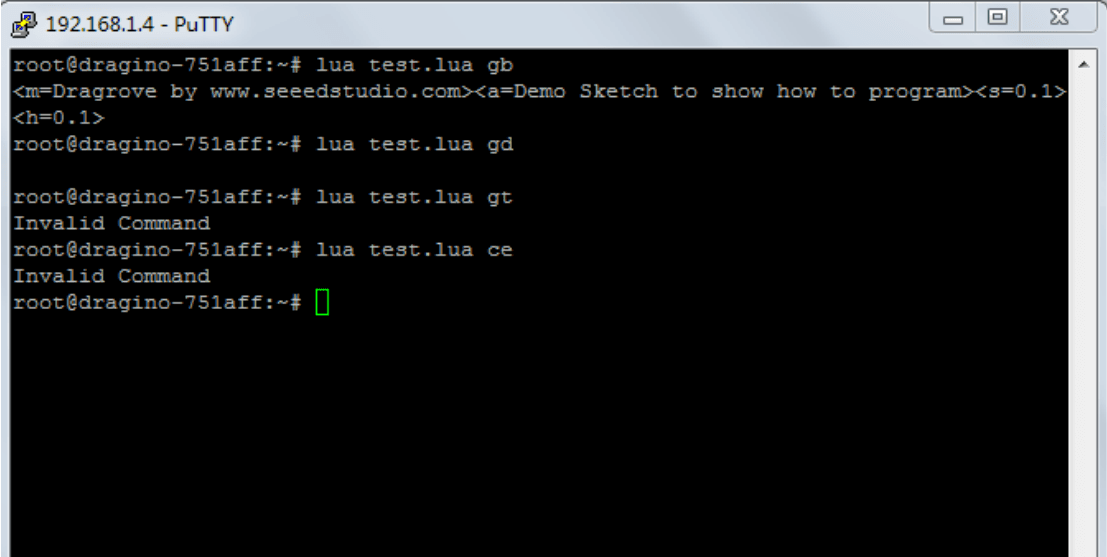 192.168.1.4 - PuTTY
root@dragino-751aff:~# lua test.lua gb
<m=Dragrove by www.seeedstudio.com><a=Demo Sketch to show how to program><s=0.1>
<h=0.1>
root@dragino-751aff:~# lua test.lua gd
root@dragino-751aff:~# lua test.lua gt
Invalid Command
root@dragino-751aff:~# lua test.lua ce
Invalid Command
root@dragino-751aff:~#